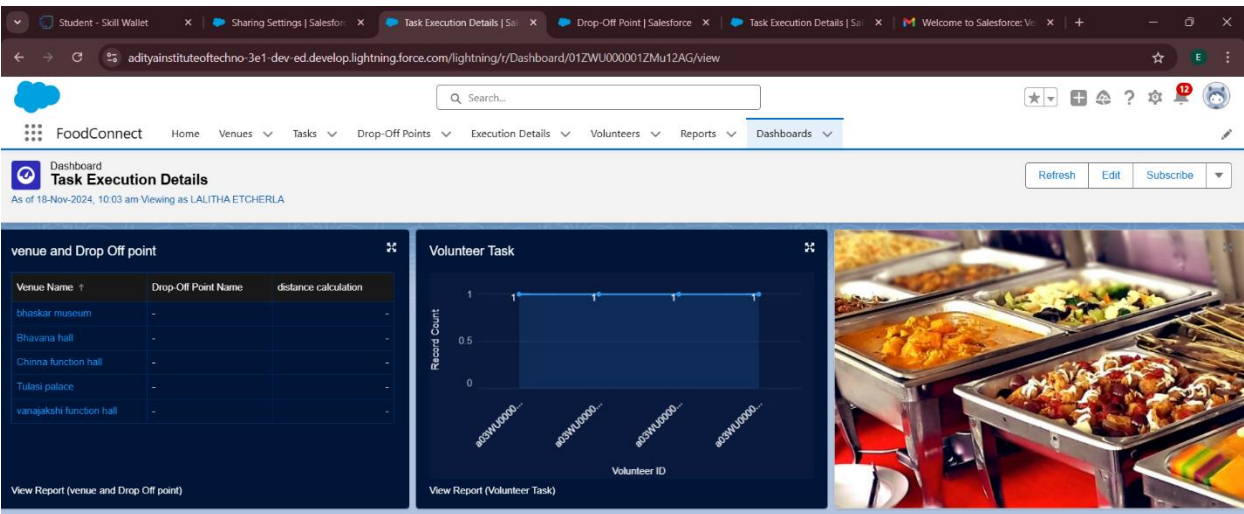 Student - Skill Wallet
Sharing Settings | Salesforc
Task Execution Details | Sal
Drop-Off Point | Salesforce
Task Execution Details | Sal
Welcome to Salesforce: Ve
adityainstituteoftechno-3e1-dev-ed.develop.lightning.force.com/lightning/r/Dashboard/01ZWU000001ZMu12AG/view
E
Search...
12
FoodConnect Home Venues Tasks Drop-Off Points Execution Details Volunteers Reports Dashboards
Dashboard
Task Execution Details
As of 18-Nov-2024, 10:03 am·Viewing as LALITHA ETCHERLA
Refresh Edit Subscribe
venue and Drop Off point
Venue Name ↑ Drop-Off Point Name distance calculation
bhaskar museum - -
Bhavana hall - -
Chinna function hall - -
Tulasi palace - -
vanajakshi function hall - -
View Report (venue and Drop Off point)
Volunteer Task
Record Count
1
0.5
0
1 1 1 1
a03WU0000... a03WU0000... a03WU0000... a03WU0000...
Volunteer ID
View Report (Volunteer Task)